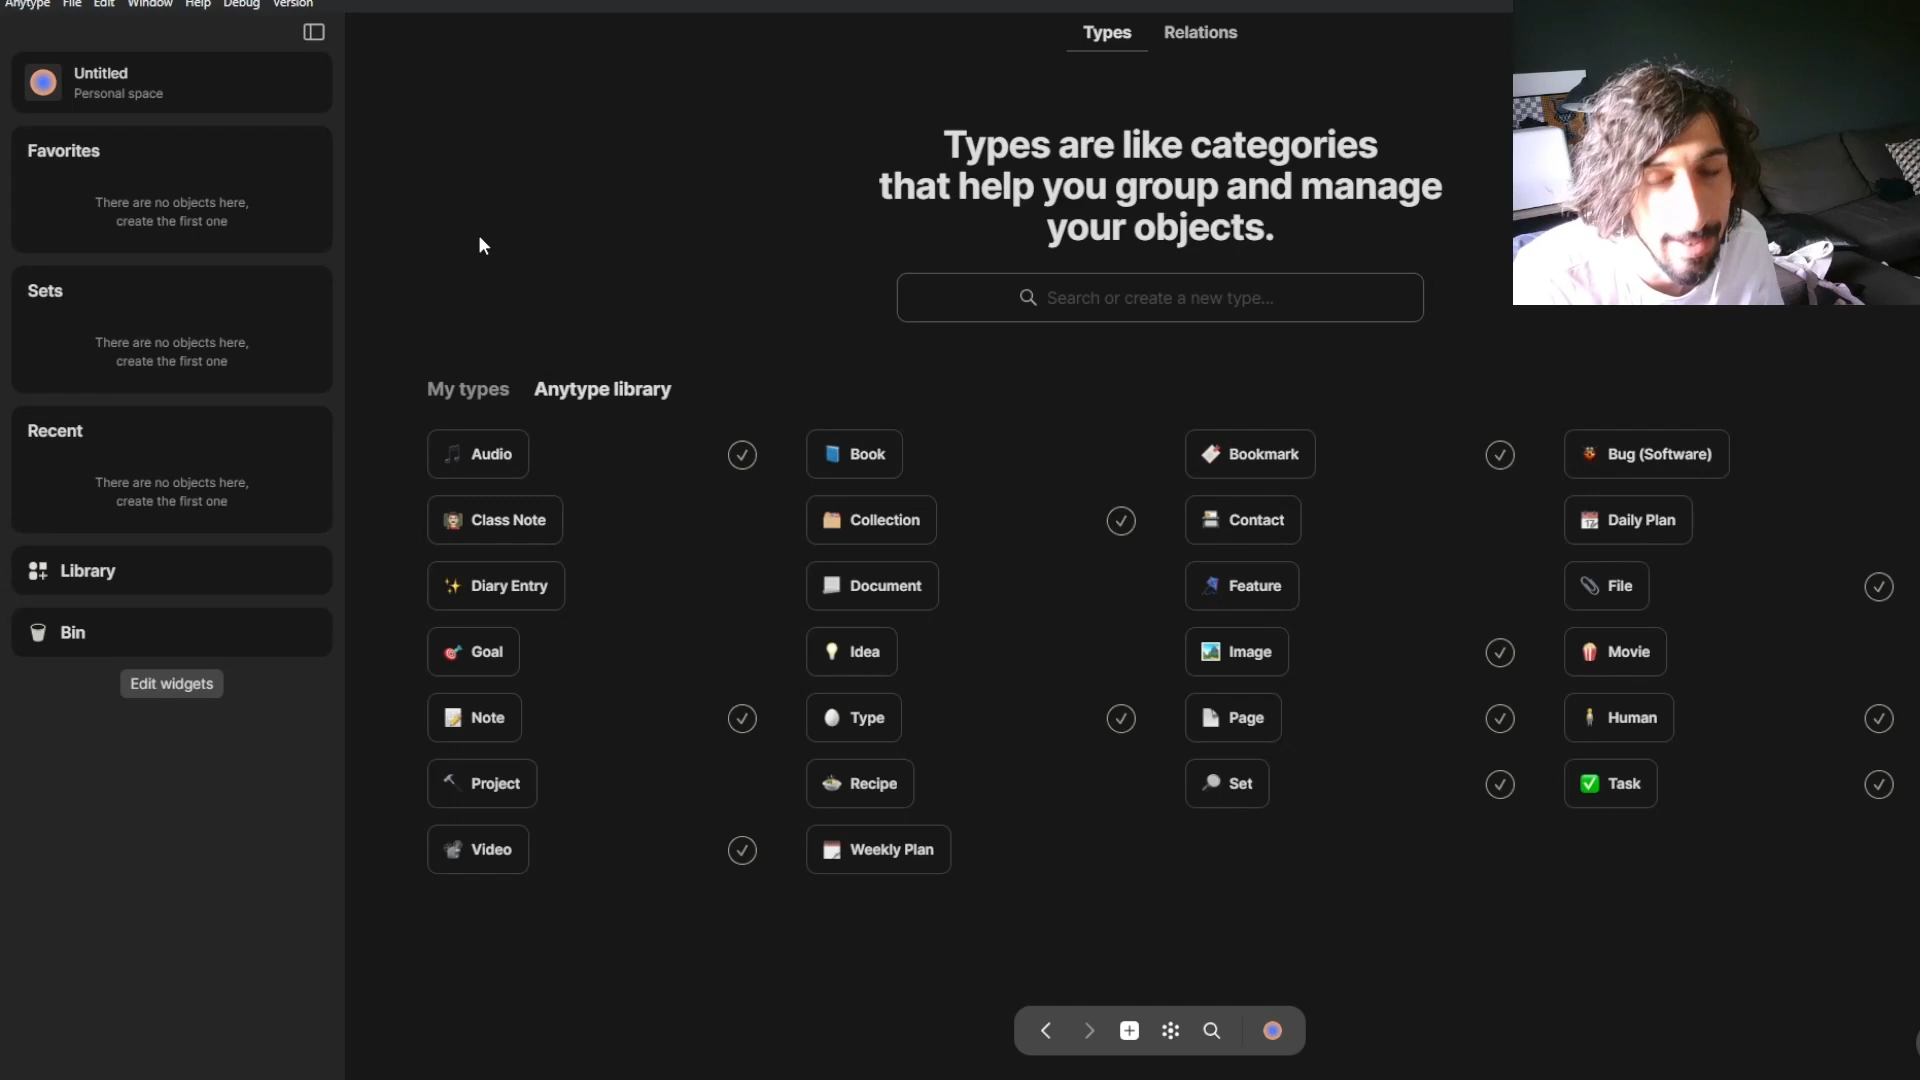 Anytype File Edit Window Help Debug Version
Types Relations
Untitled
Personal space
Favorites
There are no objects here,
create the first one
Sets
There are no objects here,
create the first one
Recent
There are no objects here,
create the first one
Library
Bin
Edit widgets
Types are like categories
that help you group and manage
your objects.
Search or create a new type...
My types Anytype library
Audio Book Bookmark Bug (Software)
Class Note Collection Contact Daily Plan
Diary Entry Document Feature File
Goal Idea Image Movie
Note Type Page Human
Project Recipe Set Task
Video Weekly Plan